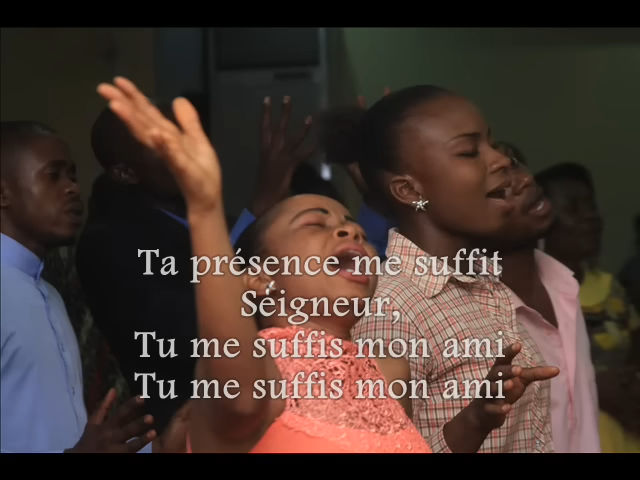 Ta présence me suffit
Seigneur,
Tu me suffis mon ami
Tu me suffis mon ami